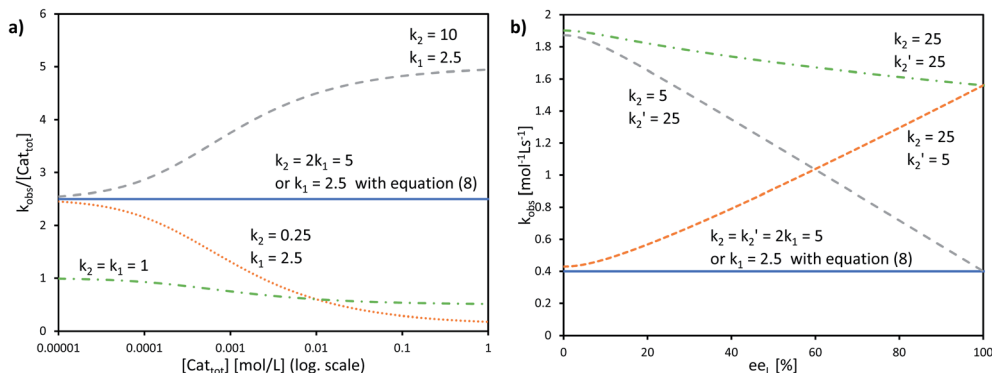 a)
6
5
4
3
2
1
0
k₂ = 10
k₁ = 2.5
k₂ = 2k₁ = 5
or k₁ = 2.5 with equation (8)
k₂ = 0.25
k₁ = 2.5
k₂ = k₁ = 1
kobs/[Cattot]
0.00001
0.0001
0.001
0.01
0.1
1
[Cattot] [mol/L] (log. scale)
b)
2
1.8
1.6
1.4
1.2
1
0.8
0.6
0.4
0.2
0
k₂ = 25
k₂' = 25
k₂ = 5
k₂' = 25
k₂ = 25
k₂' = 5
k₂ = k₂' = 2k₁ = 5
or k₁ = 2.5 with equation (8)
kobs [mol⁻¹Ls⁻¹]
0
20
40
60
80
100
eeL [%]